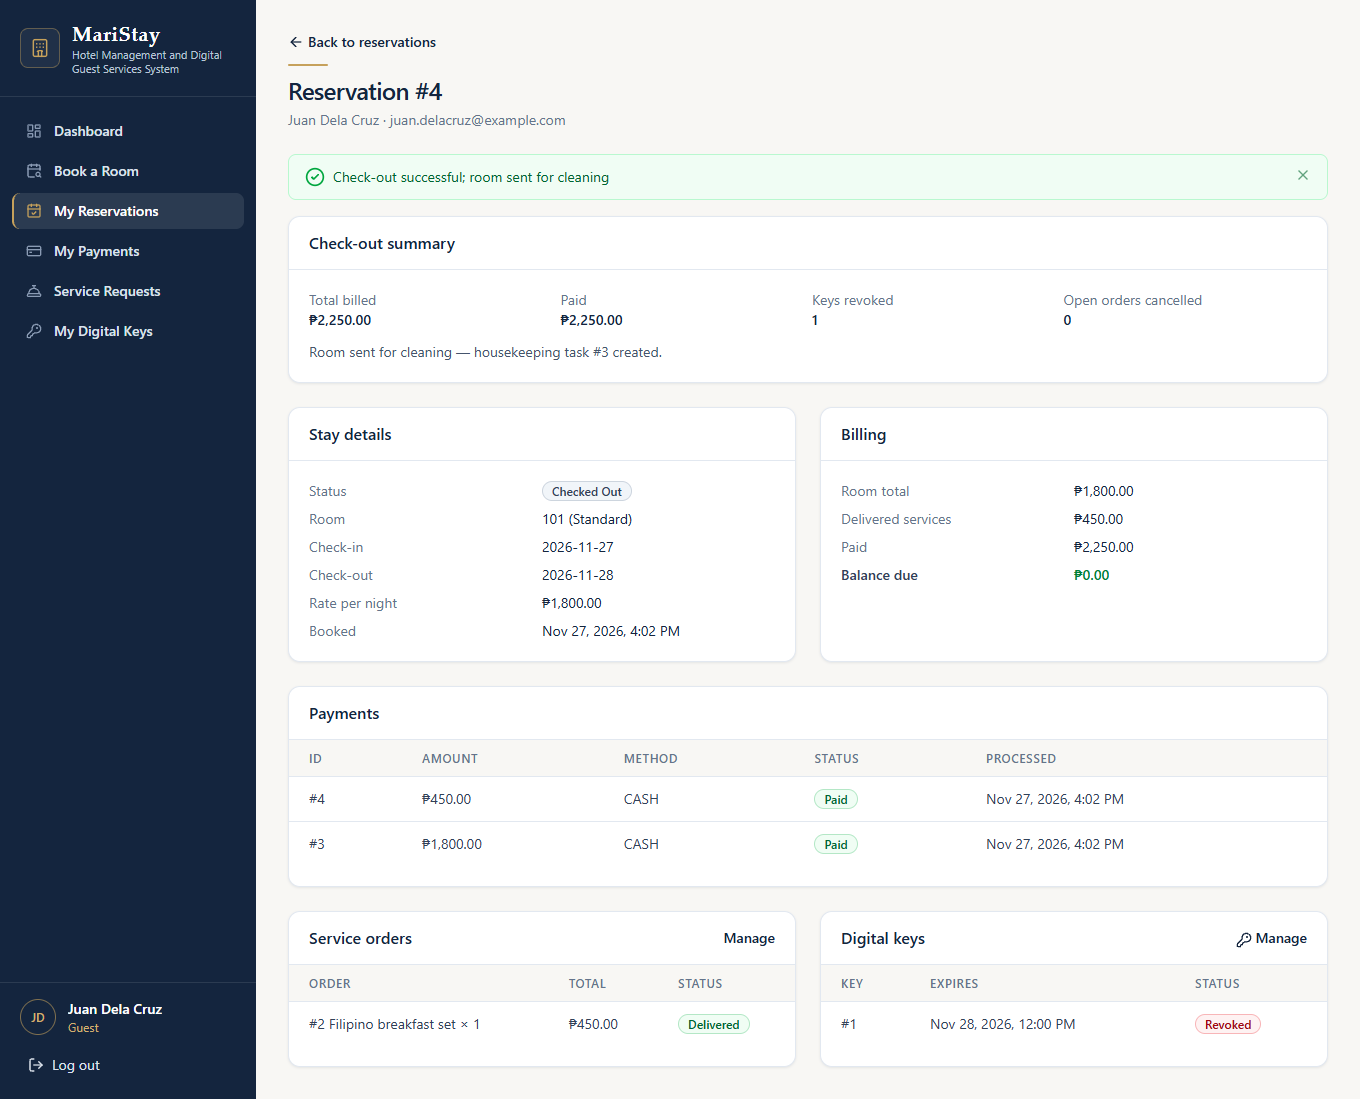 MariStay
Hotel Management and Digital
Guest Services System
Dashboard
Book a Room
My Reservations
My Payments
Service Requests
My Digital Keys
JD
Juan Dela Cruz
Guest
Log out
Back to reservations
Reservation #4
Juan Dela Cruz · juan.delacruz@example.com
Check-out successful; room sent for cleaning
Check-out summary
Total billed
₱2,250.00
Paid
₱2,250.00
Keys revoked
1
Open orders cancelled
0
Room sent for cleaning — housekeeping task #3 created.
Stay details
Status Checked Out
Room 101 (Standard)
Check-in 2026-11-27
Check-out 2026-11-28
Rate per night ₱1,800.00
Booked Nov 27, 2026, 4:02 PM
Billing
Room total ₱1,800.00
Delivered services ₱450.00
Paid ₱2,250.00
Balance due ₱0.00
Payments
ID AMOUNT METHOD STATUS PROCESSED
#4 ₱450.00 CASH Paid Nov 27, 2026, 4:02 PM
#3 ₱1,800.00 CASH Paid Nov 27, 2026, 4:02 PM
Service orders Manage
ORDER TOTAL STATUS
#2 Filipino breakfast set × 1 ₱450.00 Delivered
Digital keys Manage
KEY EXPIRES STATUS
#1 Nov 28, 2026, 12:00 PM Revoked